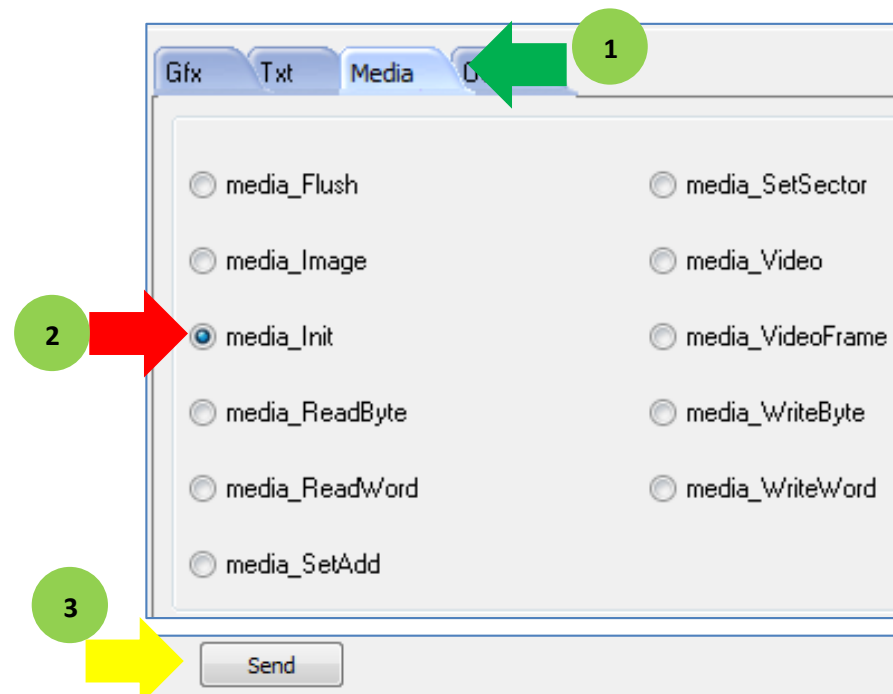 1
Gfx Txt Media
media_Flush media_SetSector
media_Image media_Video
2
media_Init media_VideoFrame
media_ReadByte media_WriteByte
media_ReadWord media_WriteWord
media_SetAdd
3
Send